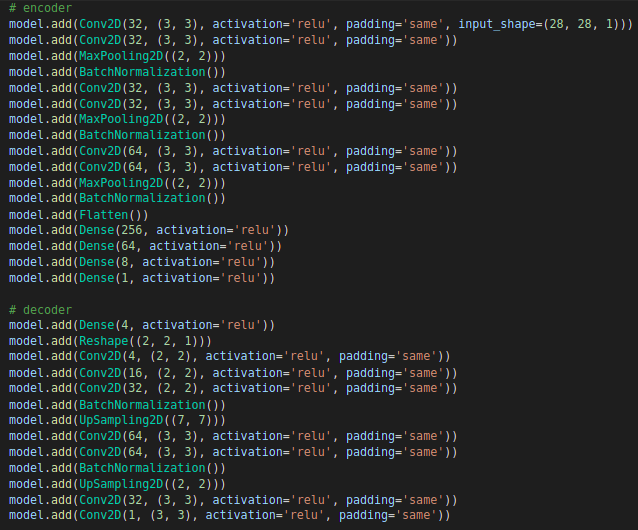 # encoder
model.add(Conv2D(32, (3, 3), activation='relu', padding='same', input_shape=(28, 28, 1)))
model.add(Conv2D(32, (3, 3), activation='relu', padding='same'))
model.add(MaxPooling2D((2, 2)))
model.add(BatchNormalization())
model.add(Conv2D(32, (3, 3), activation='relu', padding='same'))
model.add(Conv2D(32, (3, 3), activation='relu', padding='same'))
model.add(MaxPooling2D((2, 2)))
model.add(BatchNormalization())
model.add(Conv2D(64, (3, 3), activation='relu', padding='same'))
model.add(Conv2D(64, (3, 3), activation='relu', padding='same'))
model.add(MaxPooling2D((2, 2)))
model.add(BatchNormalization())
model.add(Flatten())
model.add(Dense(256, activation='relu'))
model.add(Dense(64, activation='relu'))
model.add(Dense(8, activation='relu'))
model.add(Dense(1, activation='relu'))

# decoder
model.add(Dense(4, activation='relu'))
model.add(Reshape((2, 2, 1)))
model.add(Conv2D(4, (2, 2), activation='relu', padding='same'))
model.add(Conv2D(16, (2, 2), activation='relu', padding='same'))
model.add(Conv2D(32, (2, 2), activation='relu', padding='same'))
model.add(BatchNormalization())
model.add(UpSampling2D((7, 7)))
model.add(Conv2D(64, (3, 3), activation='relu', padding='same'))
model.add(Conv2D(64, (3, 3), activation='relu', padding='same'))
model.add(BatchNormalization())
model.add(UpSampling2D((2, 2)))
model.add(Conv2D(32, (3, 3), activation='relu', padding='same'))
model.add(Conv2D(1, (3, 3), activation='relu', padding='same'))